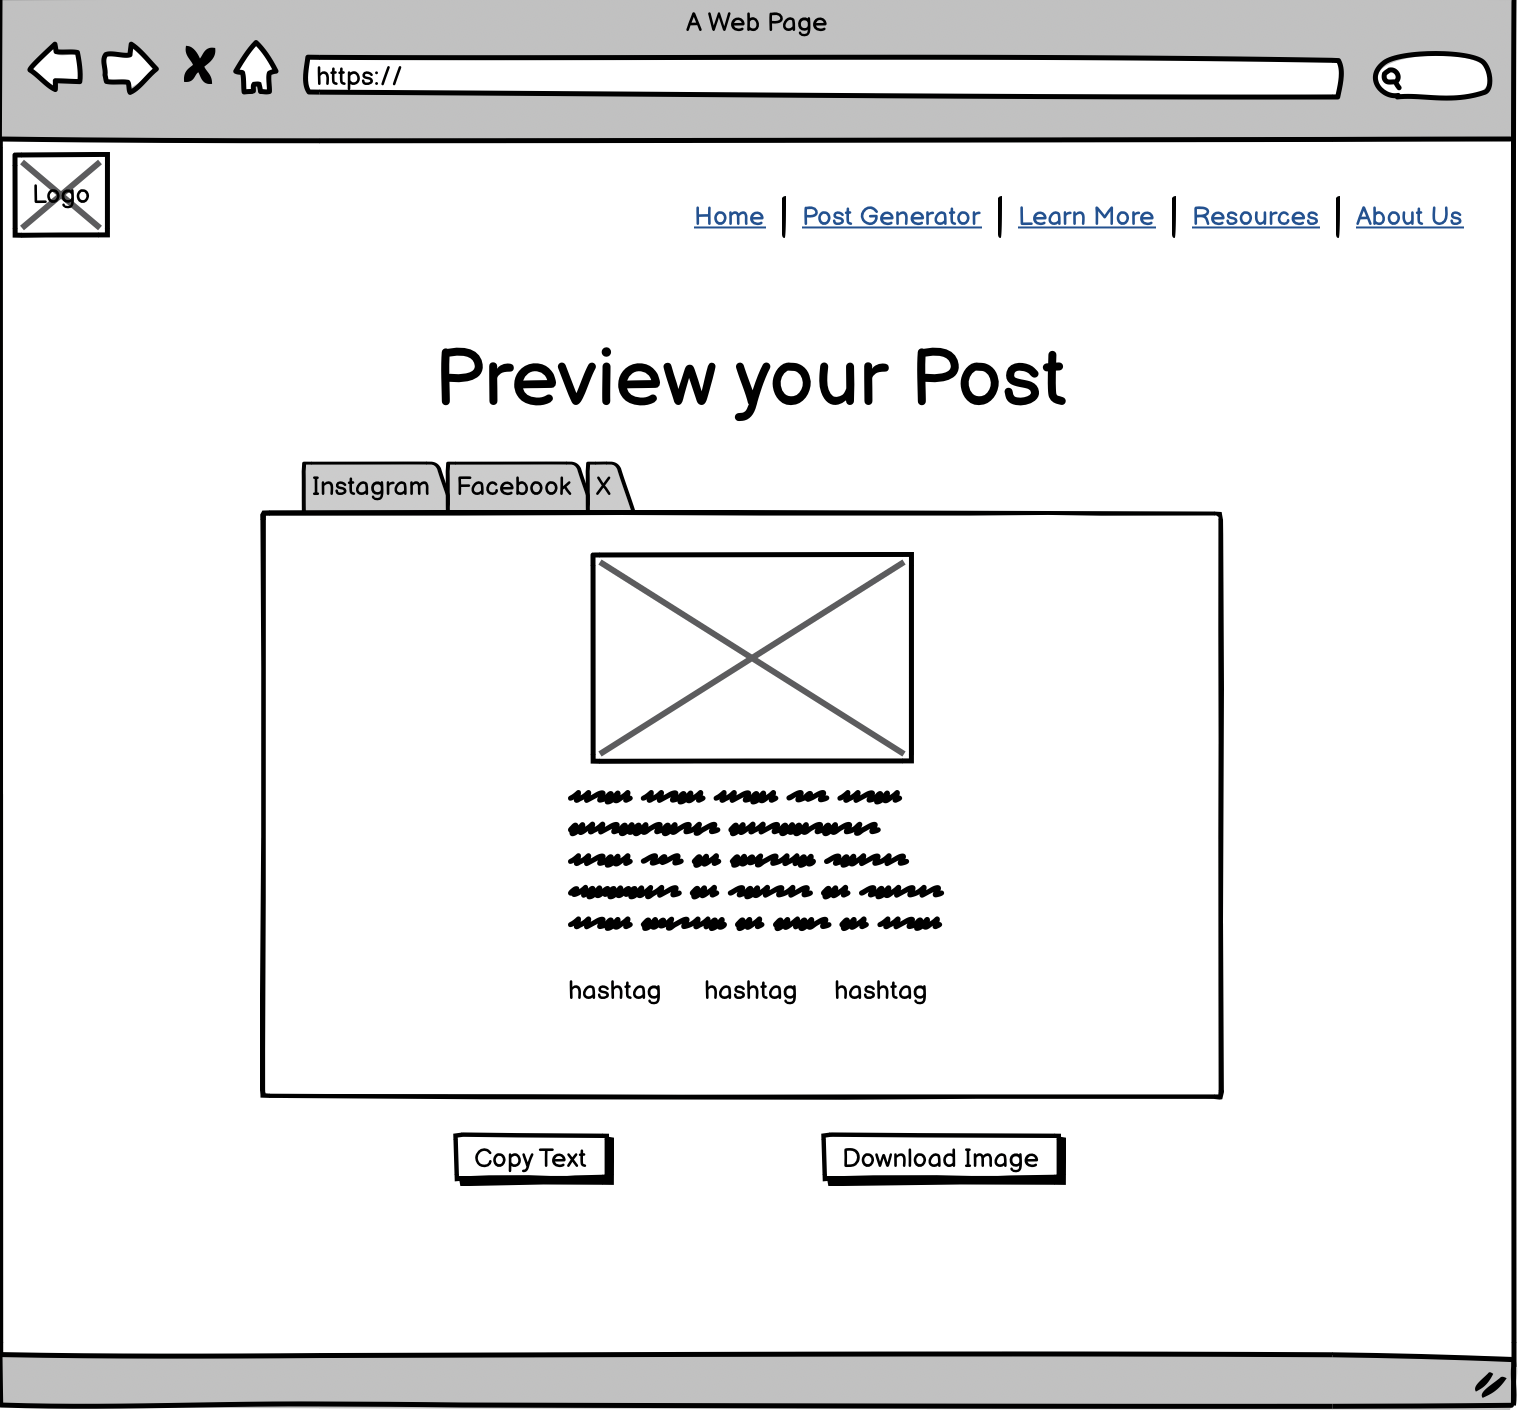 A Web Page
https://
Logo
Home Post Generator Learn More Resources About Us
Preview your Post
Instagram Facebook X
hashtag hashtag hashtag
Copy Text Download Image